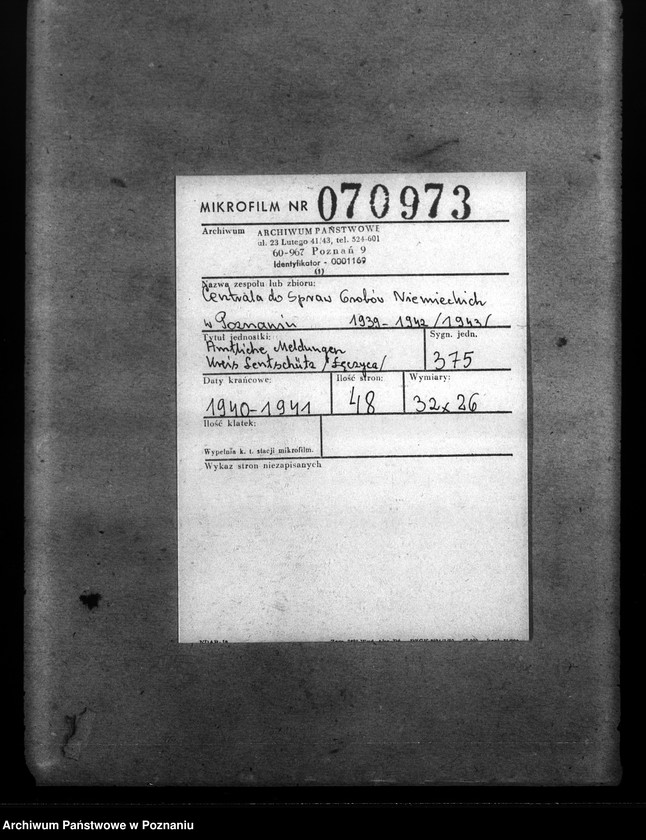 MIKROFILM NR 070973
Archiwum ARCHIWUM PAŃSTWOWE
ul. 23 Lutego 41/43, tel. 524-601
60-967 Poznań 9
Identyfikator - 0001169
(1)
Nazwa zespołu lub zbioru:
Centrala do Spraw Grobów Niemieckich
w Poznaniu 1939-1942/1943/
Tytuł jednostki: Sygn. jedn.
Amtliche Meldungen
Kreis Lentschütz /Łęczyca/ 375
Daty krańcowe: Ilość stron: Wymiary:
1940-1941 48 32x26
Ilość klatek:
Wypełnia k. t. stacji mikrofilm.
Wykaz stron niezapisanych
Archiwum Państwowe w Poznaniu